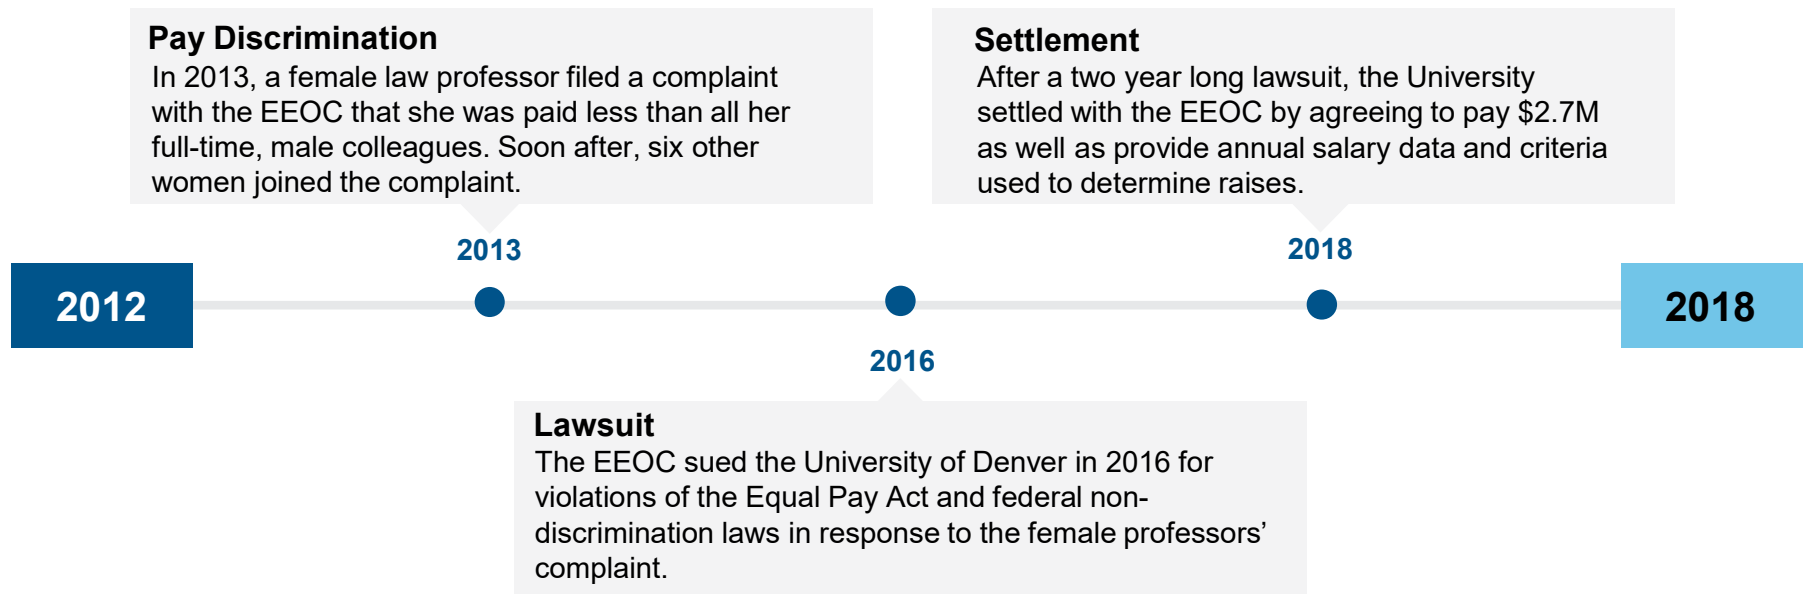 Pay Discrimination
In 2013, a female law professor filed a complaint
with the EEOC that she was paid less than all her
full-time, male colleagues. Soon after, six other
women joined the complaint.
Settlement
After a two year long lawsuit, the University
settled with the EEOC by agreeing to pay $2.7M
as well as provide annual salary data and criteria
used to determine raises.
2013
2018
2012
2018
2016
Lawsuit
The EEOC sued the University of Denver in 2016 for
violations of the Equal Pay Act and federal non-
discrimination laws in response to the female professors’
complaint.